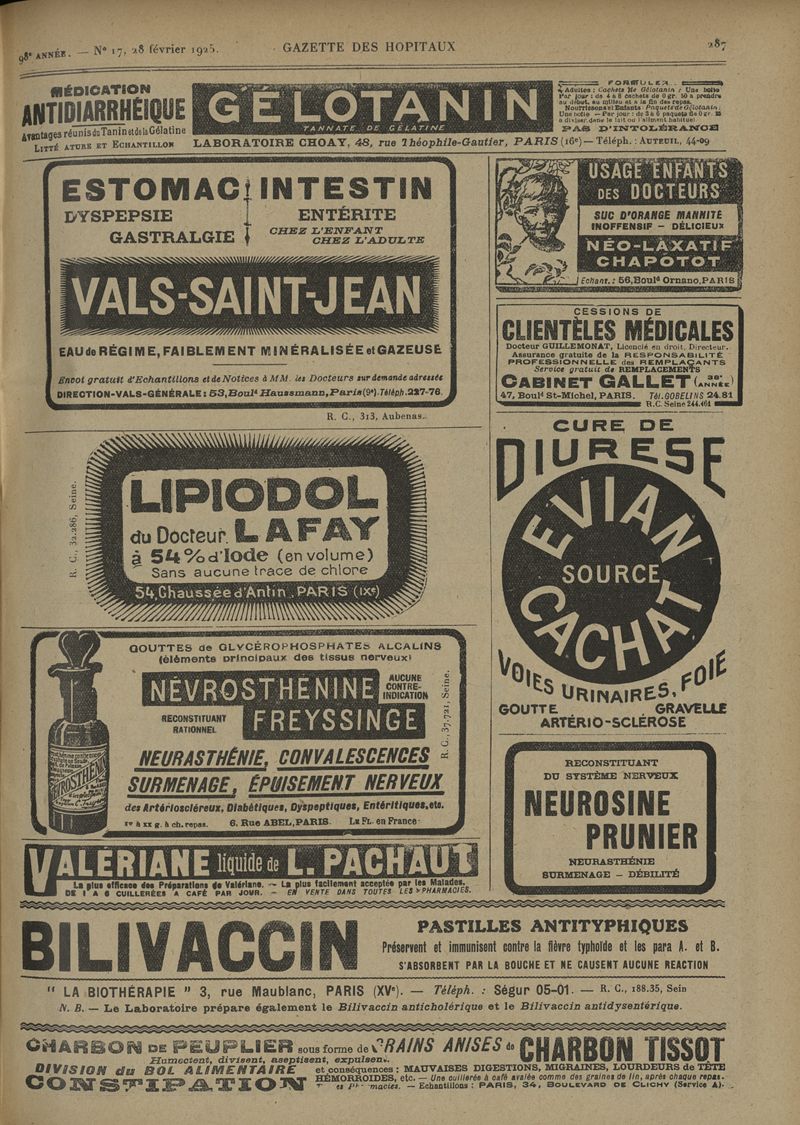 98e ANNÉE. — No 17, 28 février 1925.
GAZETTE DES HOPITAUX
287
MÉDICATION
ANTIDIARRHÉIQUE
Avantages réunis du Tanin et de la Gélatine
LITTÉ ATURE ET ECHANTILLON
GÉLOTANIN
TANNATE DE GÉLATINE
FORMULES
Adultes : Cachets de Gélotanin : Une boîte
Par jour : de 4 à 8 cachets de 0 gr. 50 à prendre
au début, au milieu et à la fin des repas.
Nourrissons et Enfants : Paquets de Gélotanin :
Une boîte — Par jour : de 3 à 6 paquets de 0 gr. 25
à diviser dans le lait ou l'aliment habituel.
PAS D'INTOLÉRANCE
LABORATOIRE CHOAY, 48, rue Théophile-Gautier, PARIS (16e) — Téléph. : AUTEUIL, 44-09
ESTOMAC INTESTIN
DYSPEPSIE
GASTRALGIE
ENTÉRITE
CHEZ L'ENFANT
CHEZ L'ADULTE
VALS-SAINT-JEAN
EAU de RÉGIME, FAIBLEMENT MINÉRALISÉE et GAZEUSE
Envoi gratuit d'Echantillons et de Notices à MM. les Docteurs sur demande adressée
DIRECTION-VALS-GÉNÉRALE : 53, Bould Haussmann, Paris (9e). Téléph. 227-76.
R. C., 313, Aubenas.
USAGE ENFANTS
DES DOCTEURS
SUC D'ORANGE MANNITÉ
INOFFENSIF - DÉLICIEUX
NÉO-LAXATIF
CHAPOTOT
Echant. : 56, Bould Ornano, PARIS
CESSIONS DE
CLIENTÈLES MÉDICALES
Docteur GUILLEMONAT, Licencié en droit, Directeur.
Assurance gratuite de la RESPONSABILITÉ
PROFESSIONNELLE des REMPLAÇANTS
Service gratuit de REMPLACEMENTS
CABINET GALLET (38e ANNÉE)
47, Bould St-Michel, PARIS. Tél. GOBELINS 24.81
R.C. Seine 244.461
R. C., 32.286, Seine.
LIPIODOL
du Docteur. LAFAY
à 54% d'Iode (en volume)
Sans aucune trace de chlore
54, Chaussée d'Antin, PARIS (IXe)
CURE DE
DIURESE
EVIAN
SOURCE
CACHAT
VOIES URINAIRES, FOIE
GOUTTE GRAVELLE
ARTÉRIO-SCLÉROSE
GOUTTES de GLYCÉROPHOSPHATES ALCALINS
(éléments principaux des tissus nerveux)
NÉVROSTHÉNINE
AUCUNE
CONTRE-
INDICATION
RECONSTITUANT
RATIONNEL
FREYSSINGE
R. C., 37.721, Seine.
NEURASTHÉNIE, CONVALESCENCES
SURMENAGE, ÉPUISEMENT NERVEUX
des Artérioscléreux, Diabétiques, Dyspeptiques, Entéritiques, etc.
xv à xx g. à ch. repas. 6, Rue ABEL, PARIS. Le Fl. en France
RECONSTITUANT
DU SYSTÈME NERVEUX
NEUROSINE
PRUNIER
NEURASTHÉNIE
SURMENAGE - DÉBILITÉ
VALÉRIANE liquide de L. PACHAUT
La plus efficace des Préparations de Valériane. — La plus facilement acceptée par les Malades.
DE 1 A 6 CUILLERÉES A CAFÉ PAR JOUR. — EN VENTE DANS TOUTES LES PHARMACIES.
BILIVACCIN
PASTILLES ANTITYPHIQUES
Préservent et immunisent contre la fièvre typhoïde et les para A. et B.
S'ABSORBENT PAR LA BOUCHE ET NE CAUSENT AUCUNE REACTION
" LA BIOTHÉRAPIE " 3, rue Maublanc, PARIS (XVe). — Téléph. : Ségur 05-01. — R. C., 188.35, Sein
N. B. — Le Laboratoire prépare également le Bilivaccin anticholérique et le Bilivaccin antidysentérique.
CHARBON DE PEUPLIER sous forme de GRAINS ANISÉS de CHARBON TISSOT
Humectent, divisent, aseptisent, expulsent.
DIVISION du BOL ALIMENTAIRE et conséquences : MAUVAISES DIGESTIONS, MIGRAINES, LOURDEURS de TÊTE
CONSTIPATION HÉMORROIDES, etc. — Une cuillerée à café avalée comme des graines de lin, après chaque repas.
T es Ph macies. — Echantillons : PARIS, 34, BOULEVARD DE CLICHY (Service A).